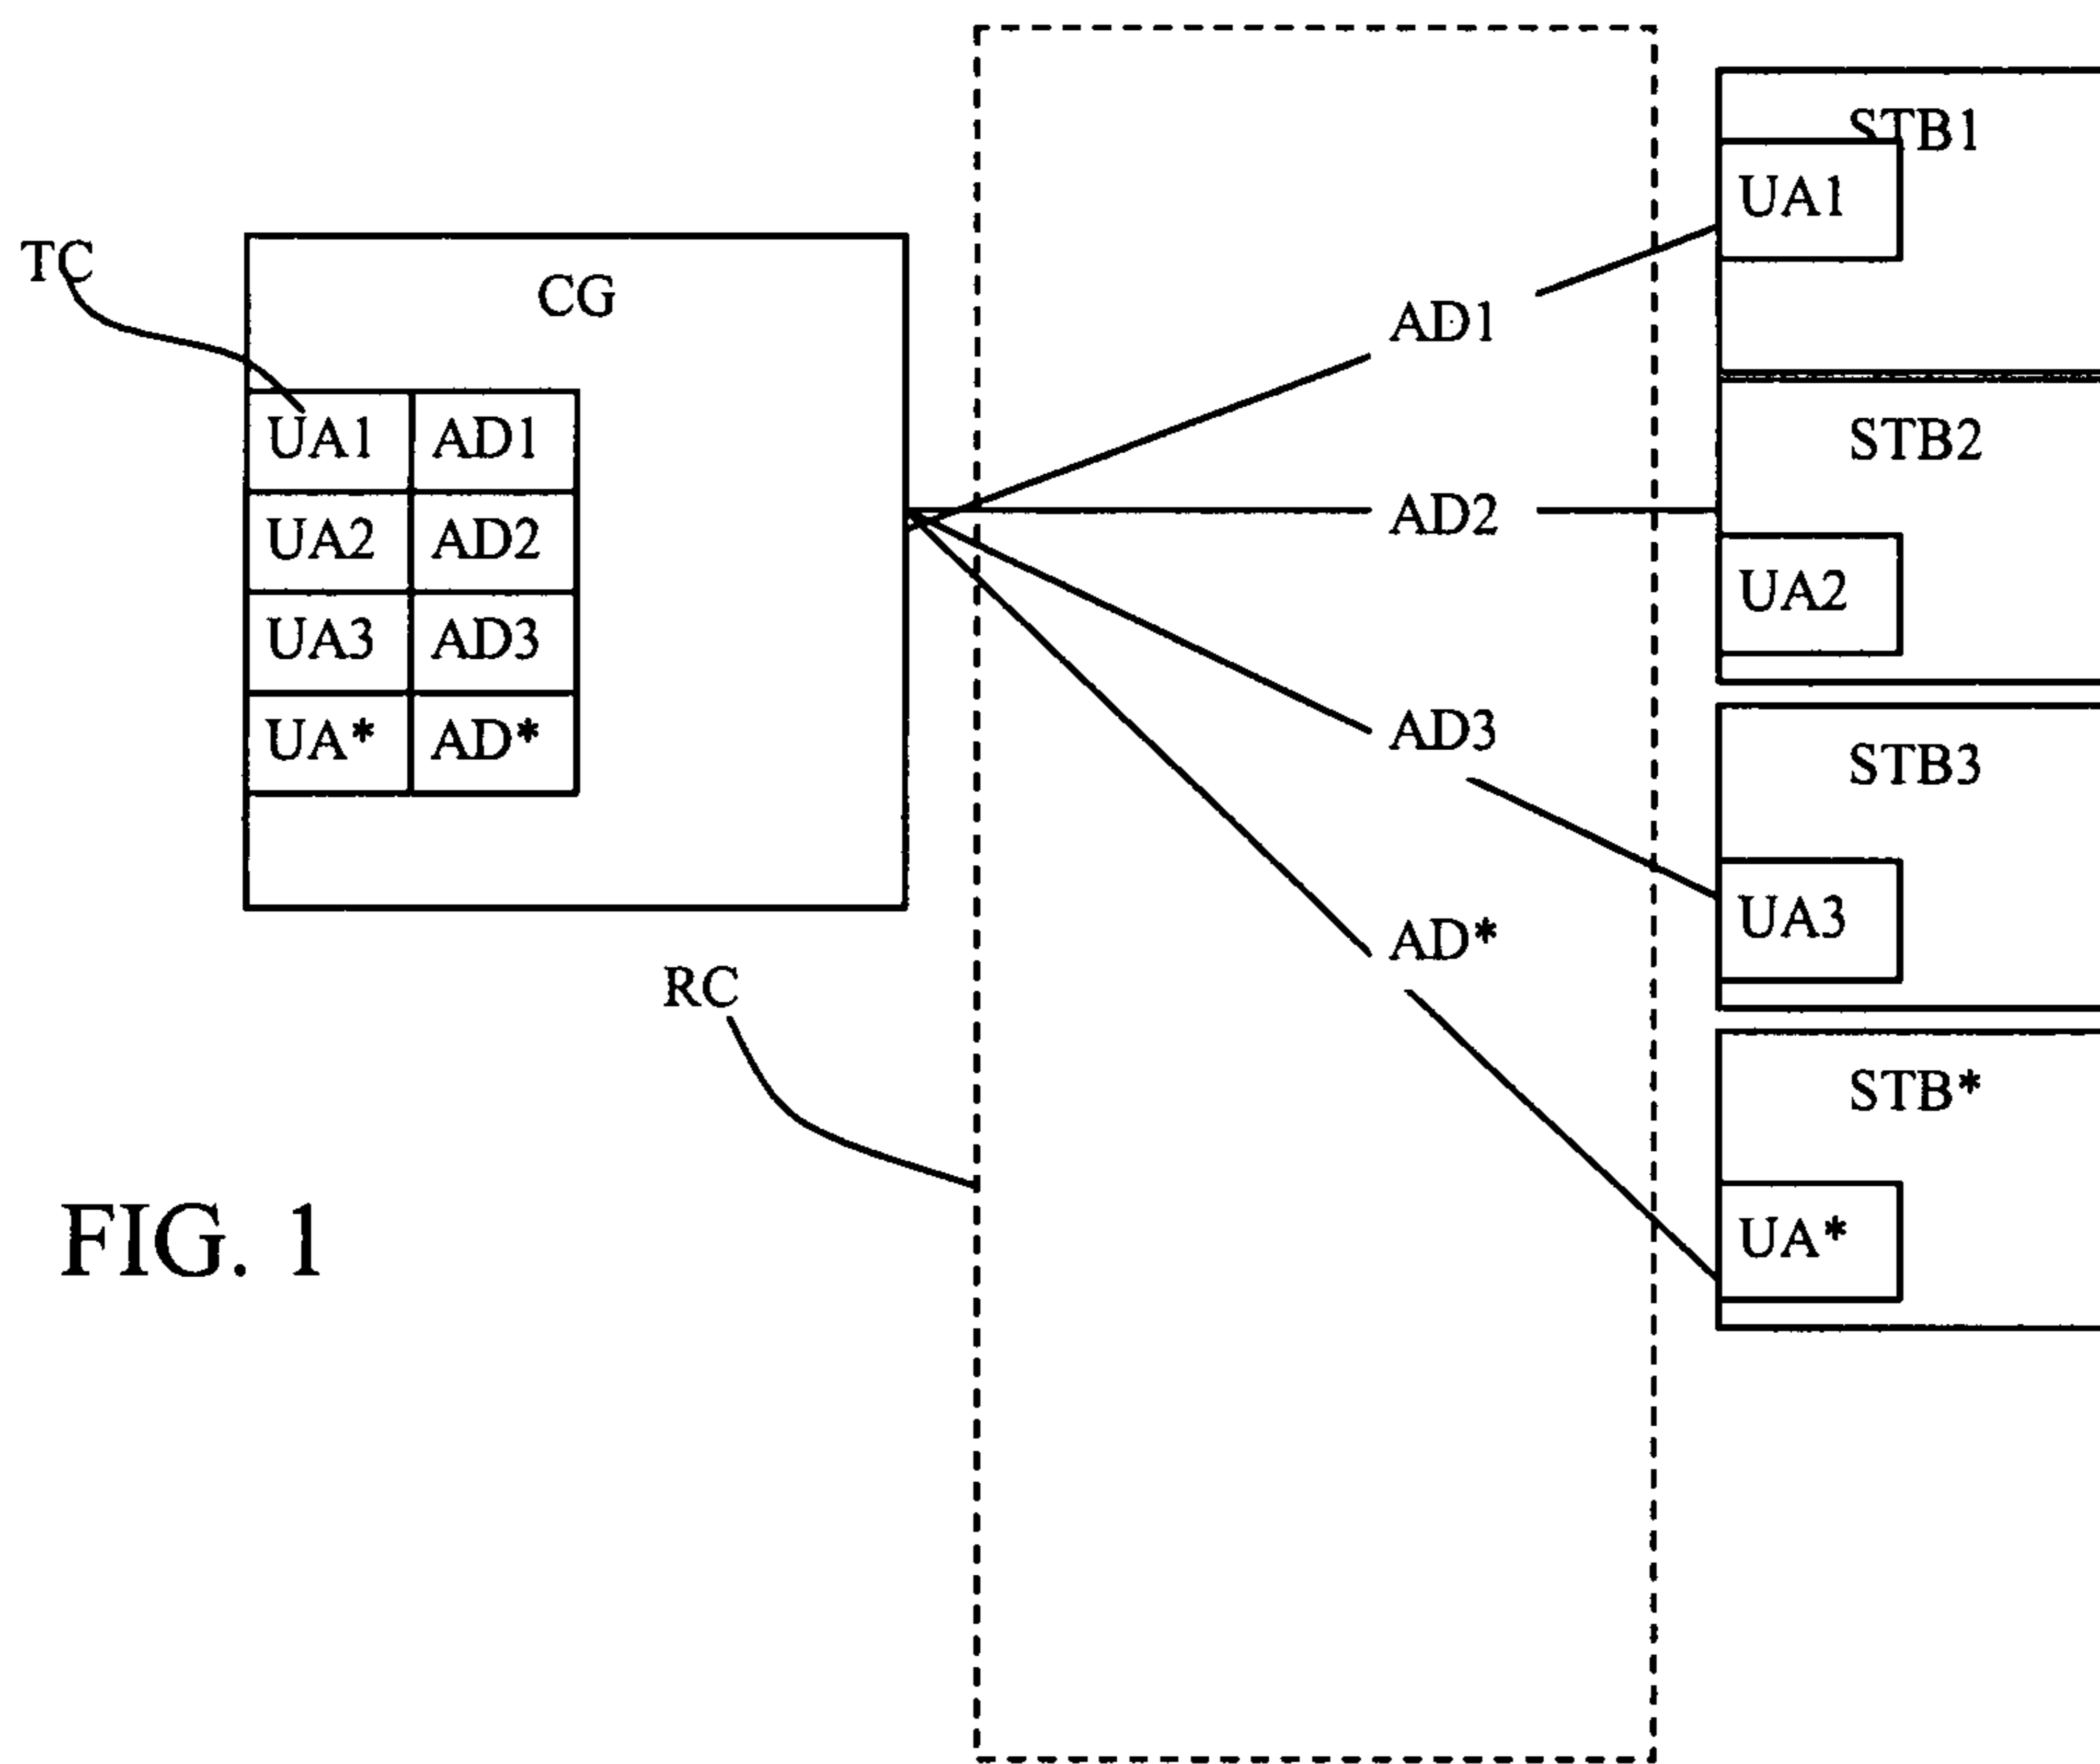 TC
CG
UA1 AD1
UA2 AD2
UA3 AD3
UA* AD*
RC
FIG. 1
AD1
AD2
AD3
AD*
STB1
UA1
STB2
UA2
STB3
UA3
STB*
UA*